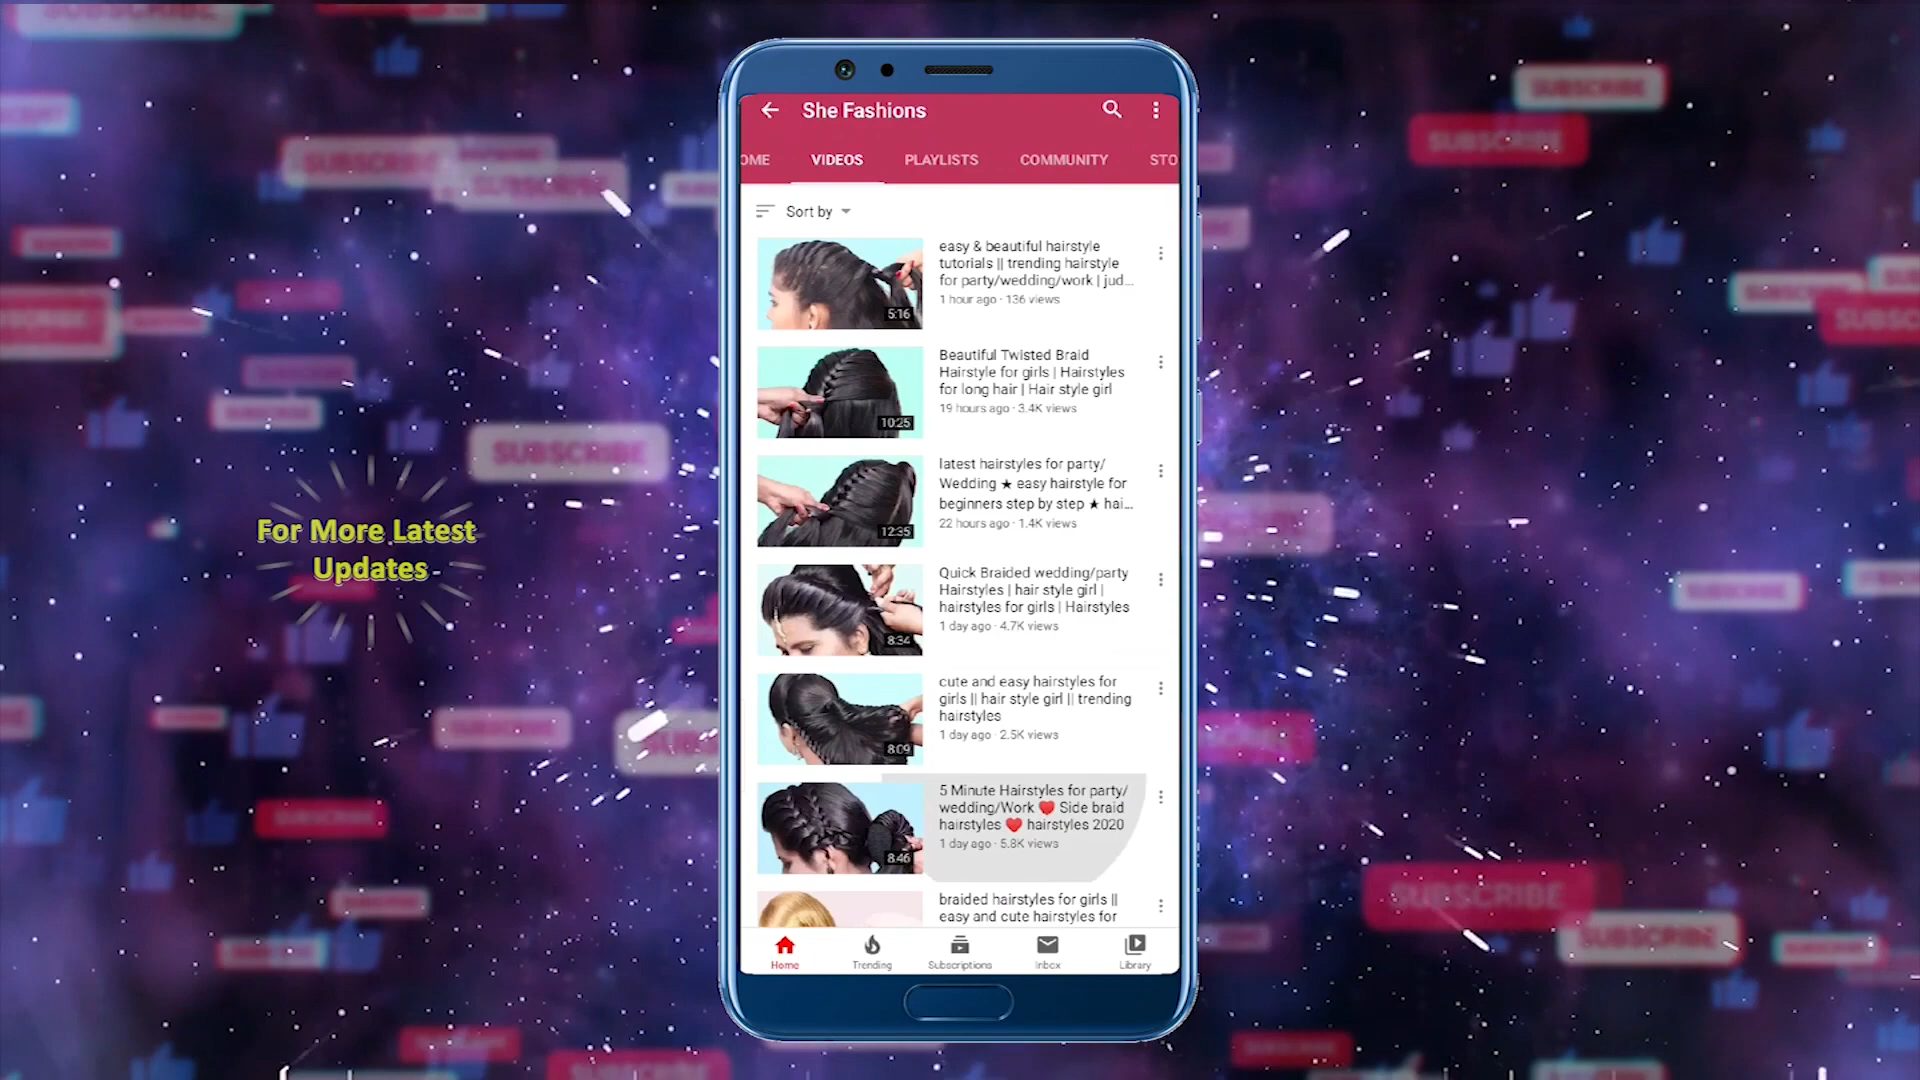 She Fashions
OME VIDEOS PLAYLISTS COMMUNITY STO
Sort by
easy & beautiful hairstyle
tutorials || trending hairstyle
for party/wedding/work | jud...
1 hour ago · 136 views
5:16
Beautiful Twisted Braid
Hairstyle for girls | Hairstyles
for long hair | Hair style girl
19 hours ago · 3.4K views
10:25
latest hairstyles for party/
Wedding ★ easy hairstyle for
beginners step by step ★ hai...
22 hours ago · 1.4K views
12:35
Quick Braided wedding/party
Hairstyles | hair style girl |
hairstyles for girls | Hairstyles
1 day ago · 4.7K views
8:34
cute and easy hairstyles for
girls || hair style girl || trending
hairstyles
1 day ago · 2.5K views
8:09
5 Minute Hairstyles for party/
wedding/Work ♥ Side braid
hairstyles ♥ hairstyles 2020
1 day ago · 5.8K views
8:46
braided hairstyles for girls ||
easy and cute hairstyles for
Home Trending Subscriptions Inbox Library
For More Latest
Updates
SUBSCRIBE
SUBSCRIBE
SUBSCRIBE
SUBSCRIBE
SUBSCRIBE
SUBSCRIBE
SUBSCRIBE